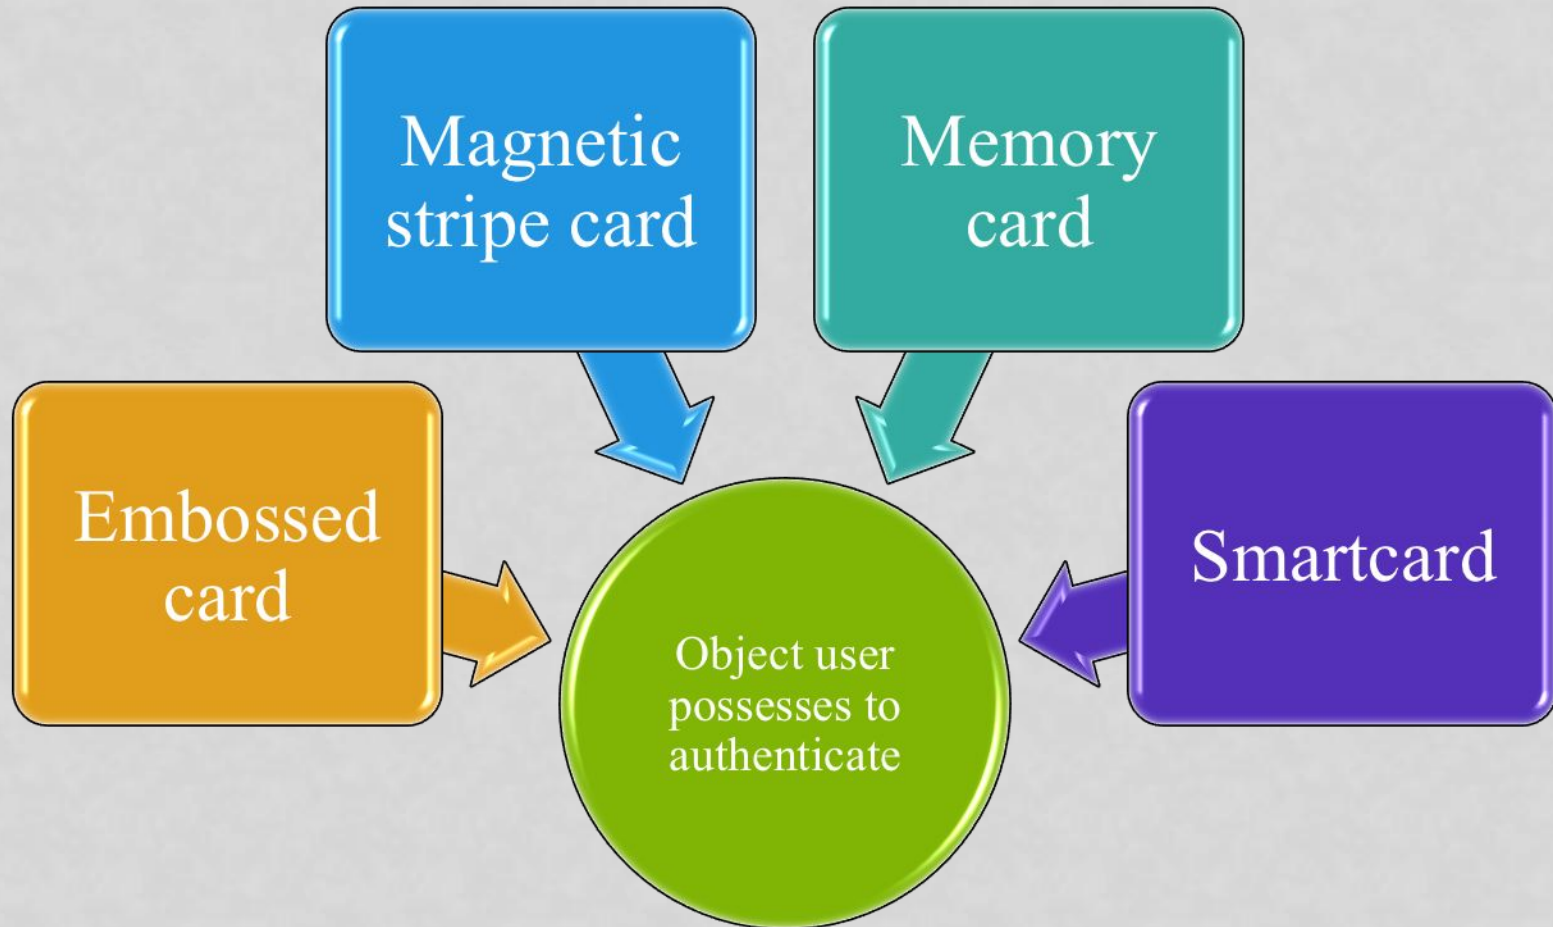 Magnetic
stripe card
Memory
card
Embossed
card
Smartcard
Object user
possesses to
authenticate